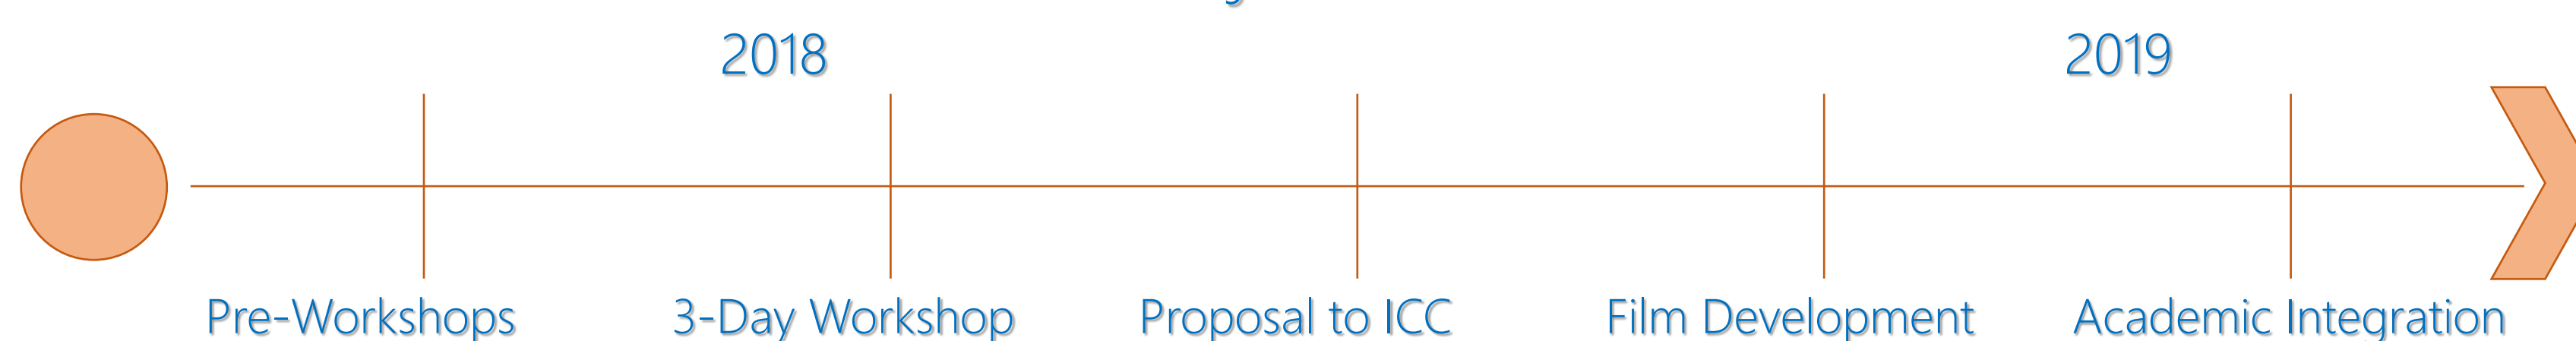 2018 2019
Pre-Workshops 3-Day Workshop Proposal to ICC Film Development Academic Integration